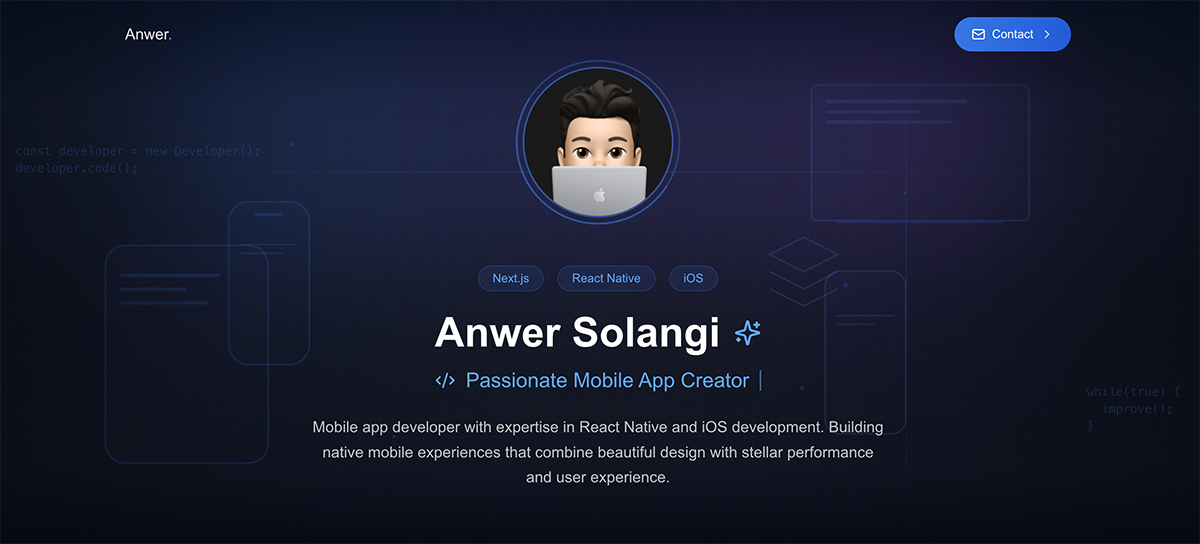 Anwer.
Contact
const developer = new Developer();
developer.code();
Next.js
React Native
iOS
Anwer Solangi
</> Passionate Mobile App Creator |
Mobile app developer with expertise in React Native and iOS development. Building
native mobile experiences that combine beautiful design with stellar performance
and user experience.
while(true) {
improve();
}